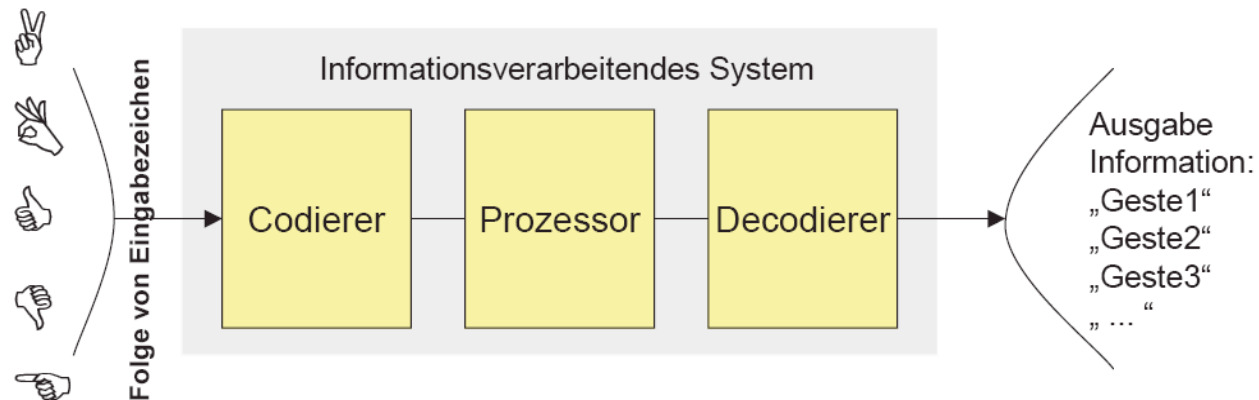 Folge von Eingabezeichen
Informationsverarbeitendes System
Codierer
Prozessor
Decodierer
Ausgabe
Information:
„Geste1“
„Geste2“
„Geste3“
„ ... “